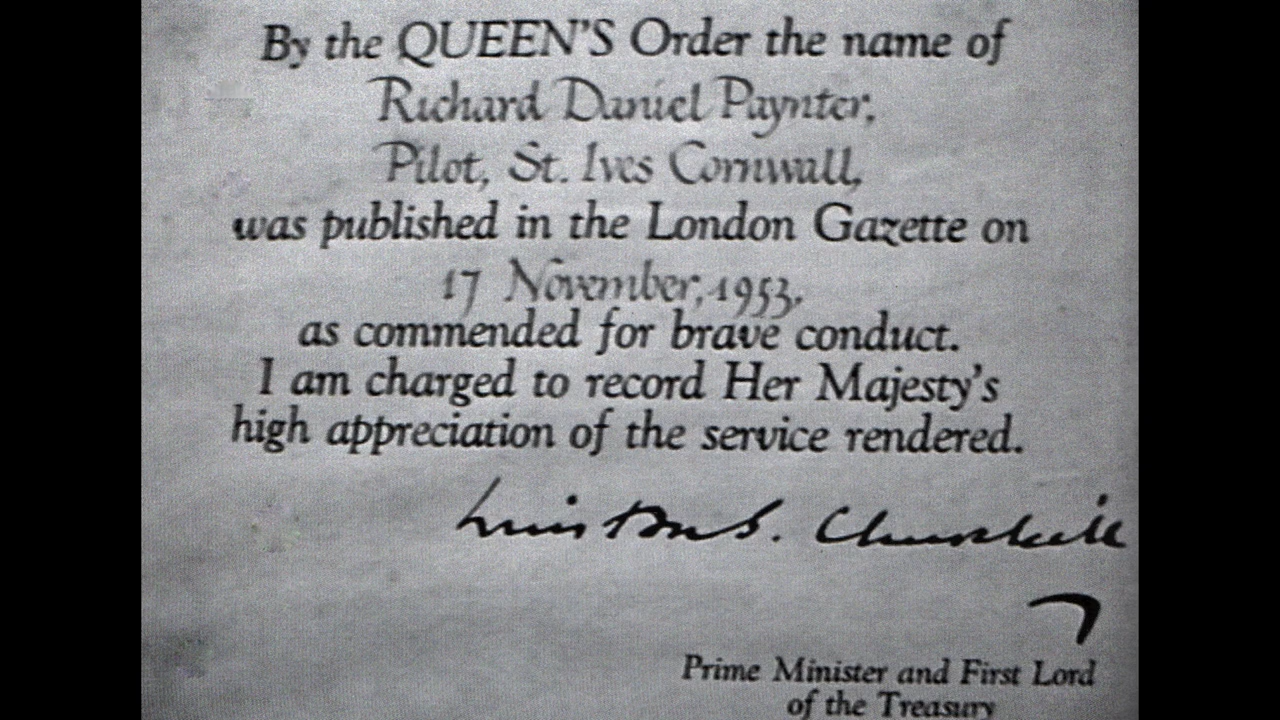 By the QUEEN'S Order the name of
Richard Daniel Paynter,
Pilot, St. Ives Cornwall,
was published in the London Gazette on
17 November, 1953.
as commended for brave conduct.
I am charged to record Her Majesty's
high appreciation of the service rendered.
Winston S. Churchill
Prime Minister and First Lord
of the Treasury